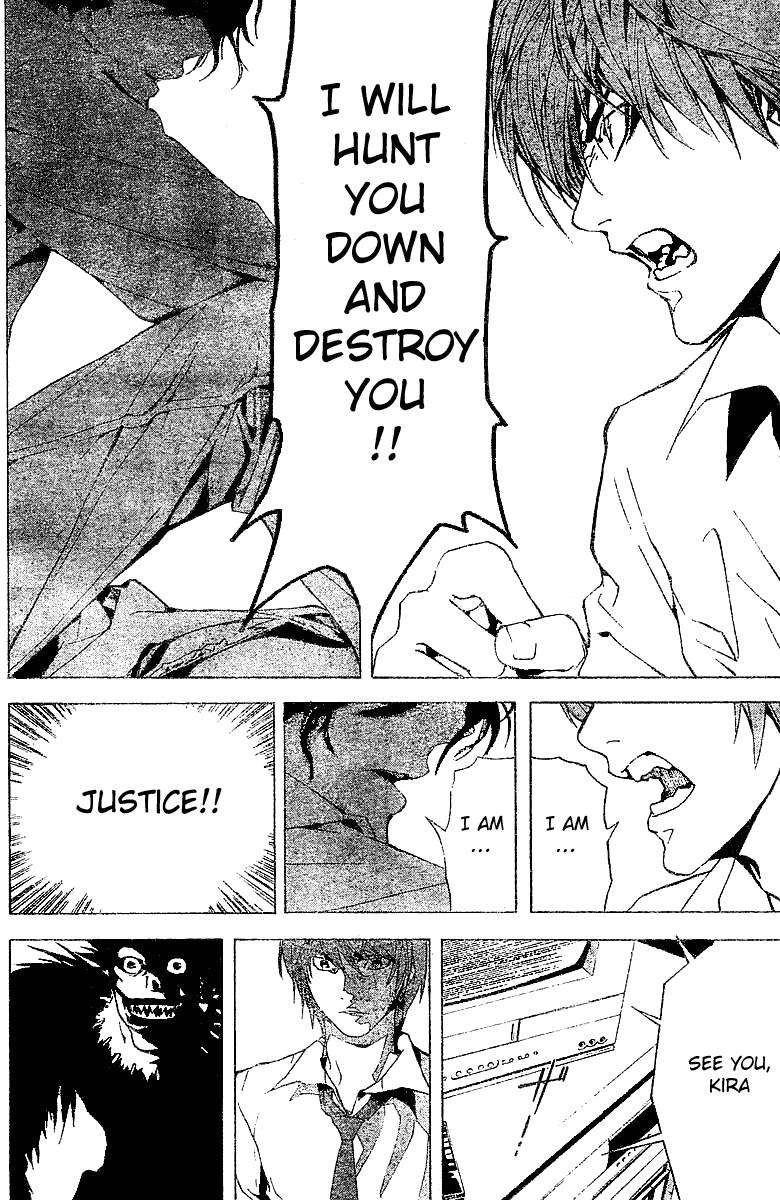 I WILL
HUNT
YOU
DOWN
AND
DESTROY
YOU
!!
I AM
...
I AM
...
JUSTICE!!
SEE YOU,
KIRA